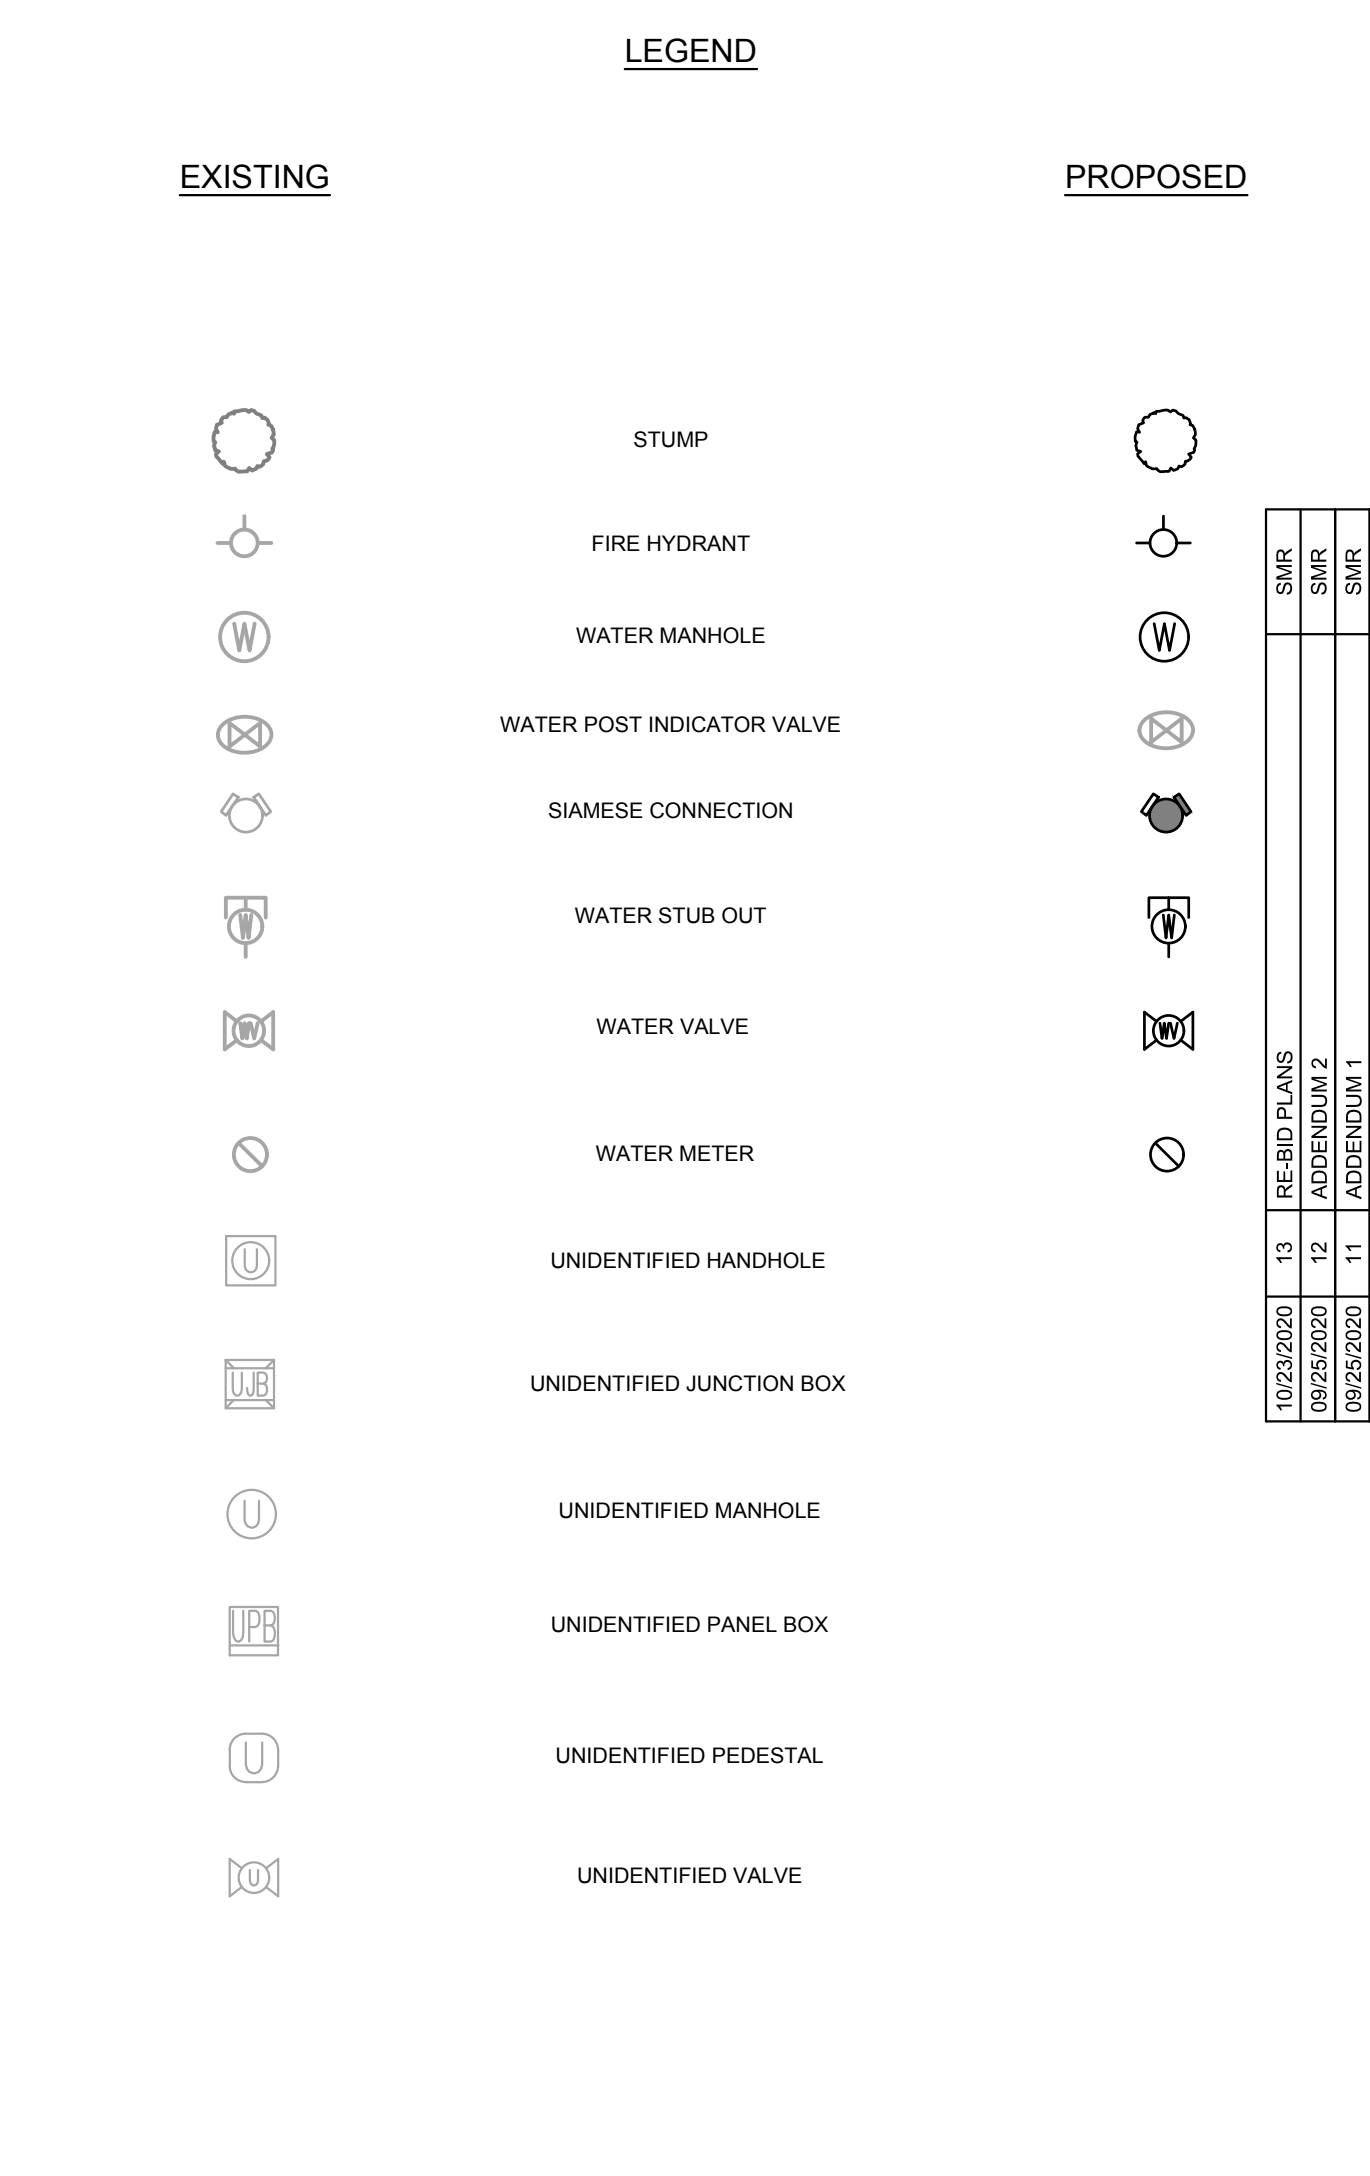 LEGEND
EXISTING PROPOSED
STUMP
FIRE HYDRANT
W WATER MANHOLE W
WATER POST INDICATOR VALVE
SIAMESE CONNECTION
W WATER STUB OUT W
WV WATER VALVE WV
WATER METER
U UNIDENTIFIED HANDHOLE
UJB UNIDENTIFIED JUNCTION BOX
U UNIDENTIFIED MANHOLE
UPB UNIDENTIFIED PANEL BOX
U UNIDENTIFIED PEDESTAL
U UNIDENTIFIED VALVE
10/23/2020 13 RE-BID PLANS SMR
09/25/2020 12 ADDENDUM 2 SMR
09/25/2020 11 ADDENDUM 1 SMR